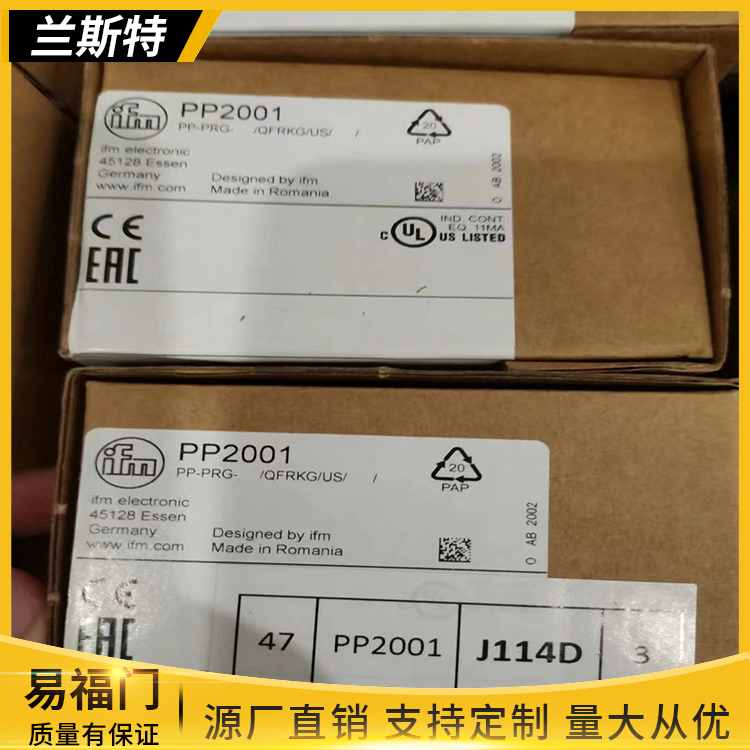 兰斯特
ifm
PP2001
PP-PRG- /QFRKG/US/ /
ifm electronic
45128 Essen
Germany
www.ifm.com
Designed by ifm
Made in Romania
20
PAP
O AB 2002
CE
EAC
c UL US LISTED
IND. CONT.
EQ. 11MA
ifm
PP2001
PP-PRG- /QFRKG/US/ /
ifm electronic
45128 Essen
Germany
www.ifm.com
Designed by ifm
Made in Romania
20
PAP
O AB 2002
CE
EAC
47
PP2001
J114D
3
易福门
质量有保证
源厂直销 支持定制 量大从优